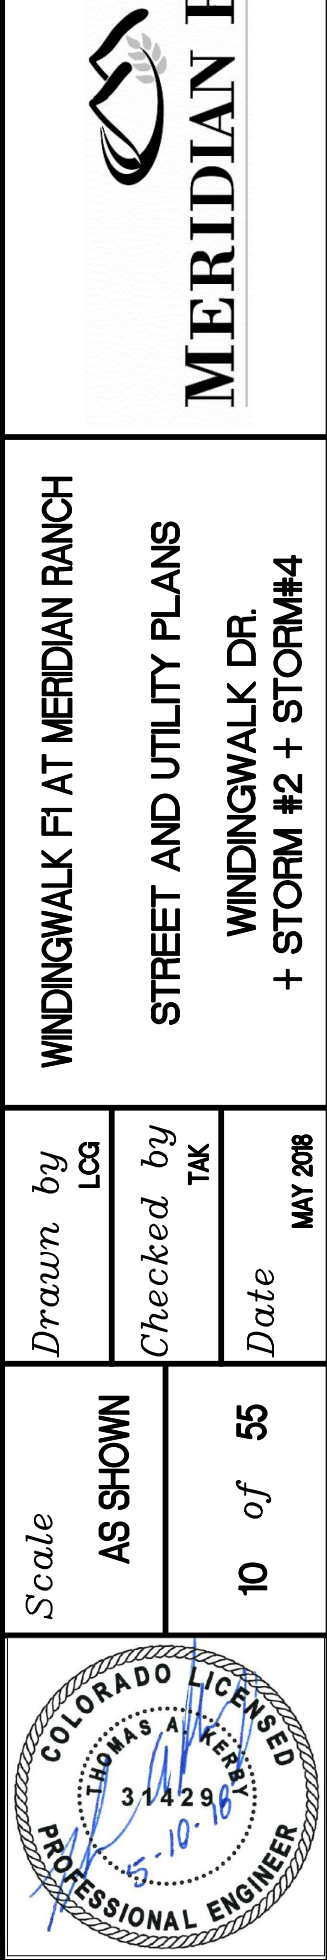 MERIDIAN
WINDINGWALK F1 AT MERIDIAN RANCH
STREET AND UTILITY PLANS
WINDINGWALK DR.
+ STORM #2 + STORM#4
Drawn by
LCG
Checked by
TAK
Date
MAY 2018
Scale
AS SHOWN
10 of 55
COLORADO LICENSED
THOMAS A. KERBY
31429
5-10-18
PROFESSIONAL ENGINEER